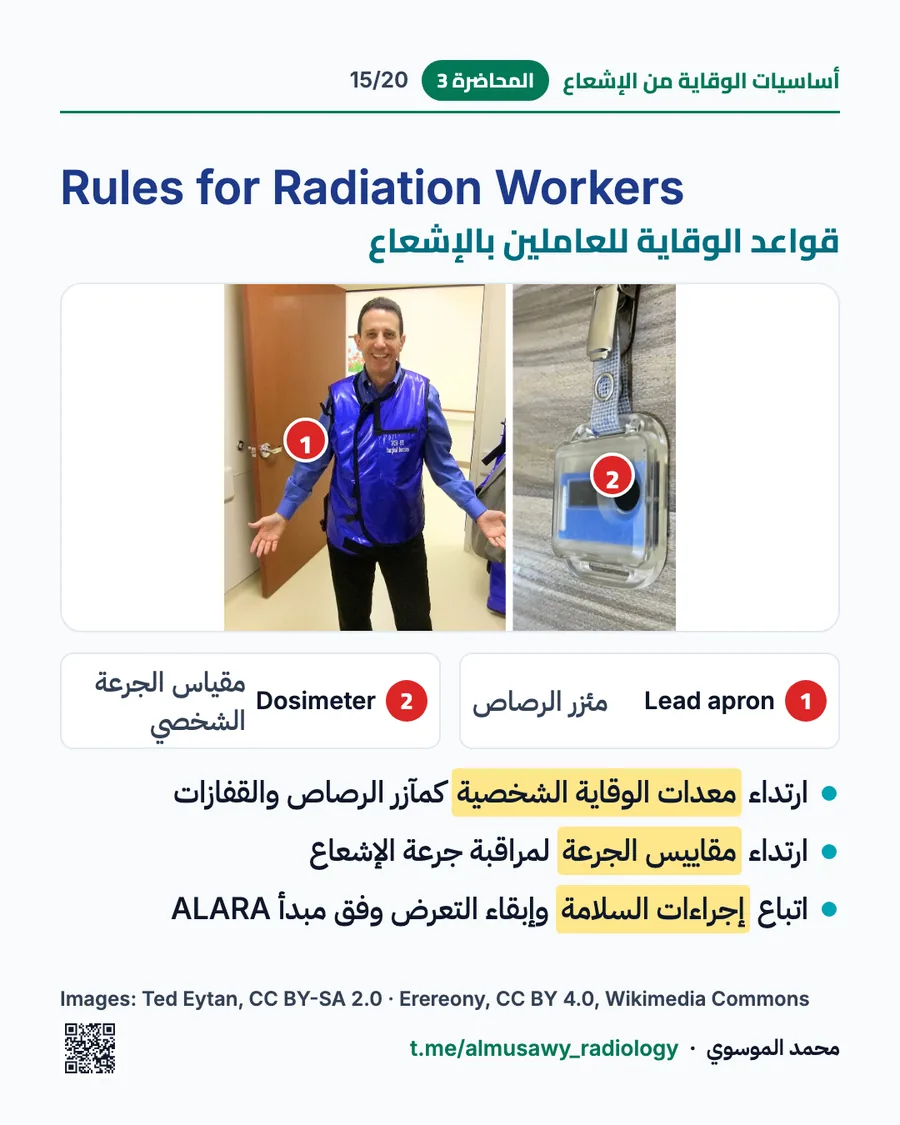 أساسيات الوقاية من الإشعاع المحاضرة 3 15/20
Rules for Radiation Workers
قواعد الوقاية للعاملين بالإشعاع
1
2
1 Lead apron مئزر الرصاص
2 Dosimeter مقياس الجرعة
الشخصي
ارتداء معدات الوقاية الشخصية كمآزر الرصاص والقفازات
ارتداء مقاييس الجرعة لمراقبة جرعة الإشعاع
اتباع إجراءات السلامة وإبقاء التعرض وفق مبدأ ALARA
Images: Ted Eytan, CC BY-SA 2.0 · Erereony, CC BY 4.0, Wikimedia Commons
محمد الموسوي · t.me/almusawy_radiology